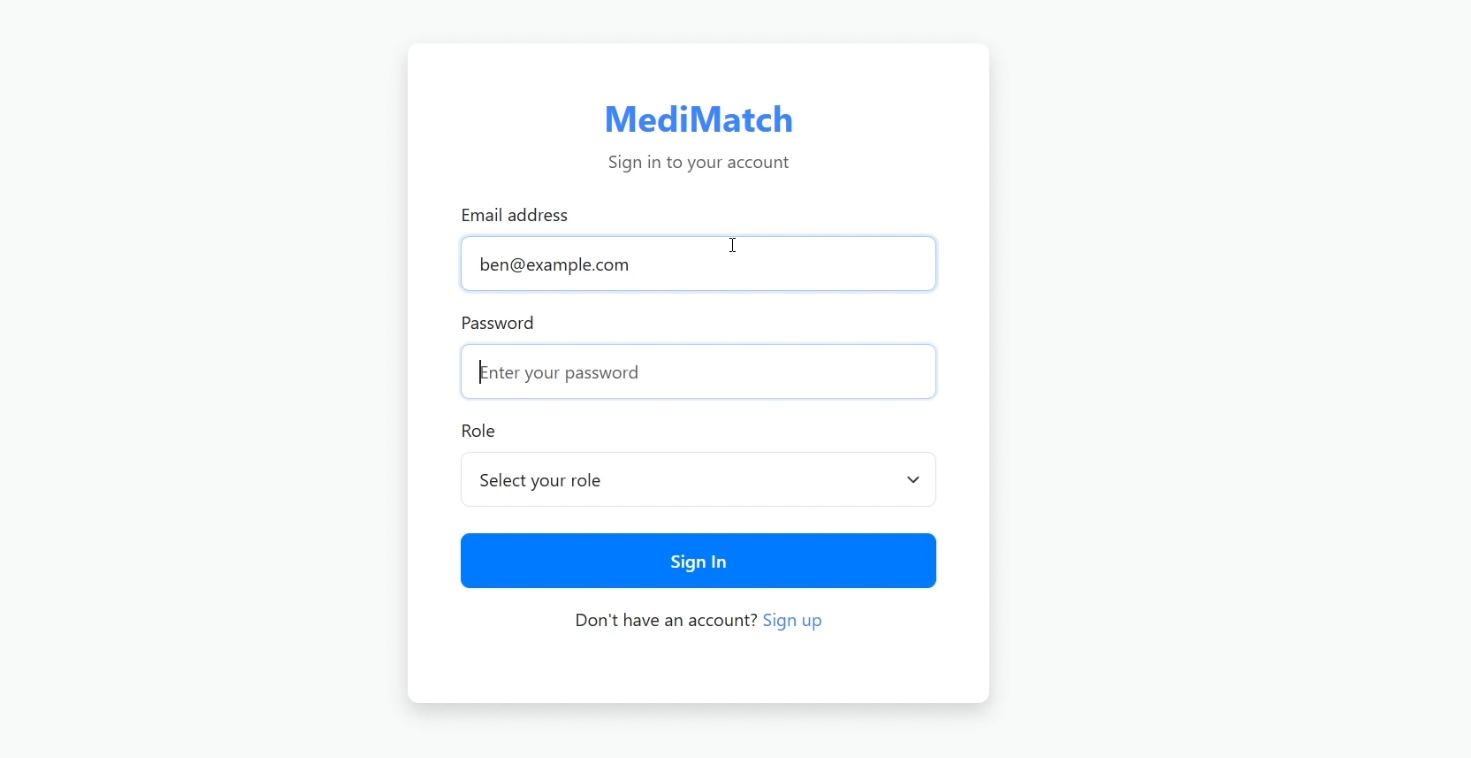 MediMatch
Sign in to your account
Email address
ben@example.com
Password
Enter your password
Role
Select your role
Sign In
Don't have an account? Sign up